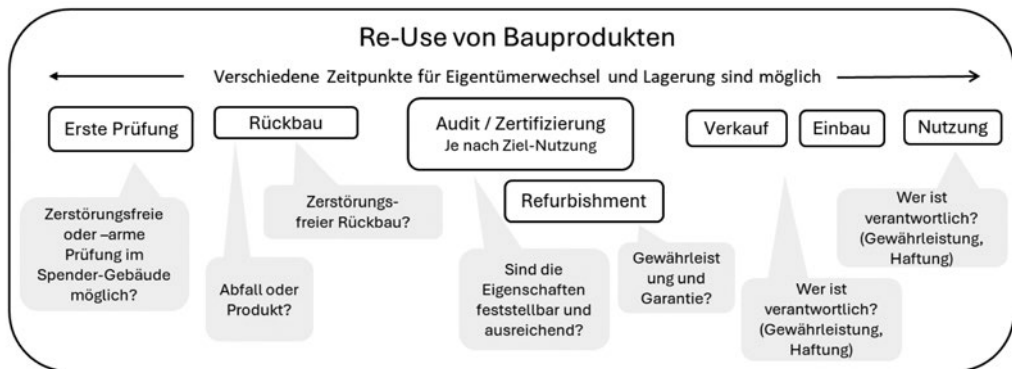 Re-Use von Bauprodukten
Verschiedene Zeitpunkte für Eigentümerwechsel und Lagerung sind möglich
Erste Prüfung
Rückbau
Audit / Zertifizierung
Je nach Ziel-Nutzung
Verkauf
Einbau
Nutzung
Refurbishment
Zerstörungsfreie
oder –arme
Prüfung im
Spender-Gebäude
möglich?
Abfall oder
Produkt?
Zerstörungs-
freier Rückbau?
Sind die
Eigenschaften
feststellbar und
ausreichend?
Gewährleist
ung und
Garantie?
Wer ist
verantwortlich?
(Gewährleistung,
Haftung)
Wer ist
verantwortlich?
(Gewährleistung,
Haftung)